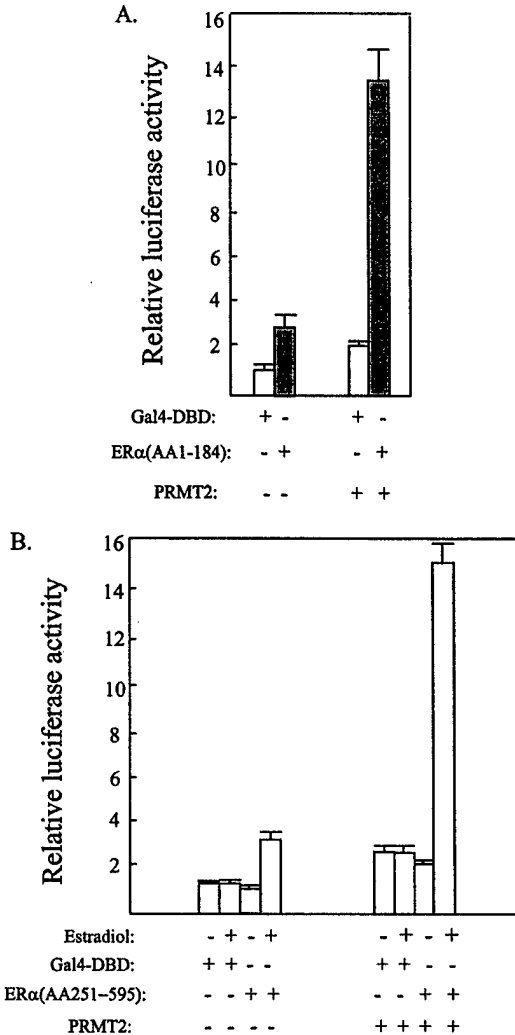 A.
Relative luciferase activity
16
14
12
10
8
6
4
2
Gal4-DBD: + - + -
ERα(AA1-184): - + - +
PRMT2: - - + +
B.
Relative luciferase activity
16
14
12
10
8
6
4
2
Estradiol: - + - + - + - +
Gal4-DBD: + + - - + + - -
ERα(AA251-595): - - + + - - + +
PRMT2: - - - - + + + +